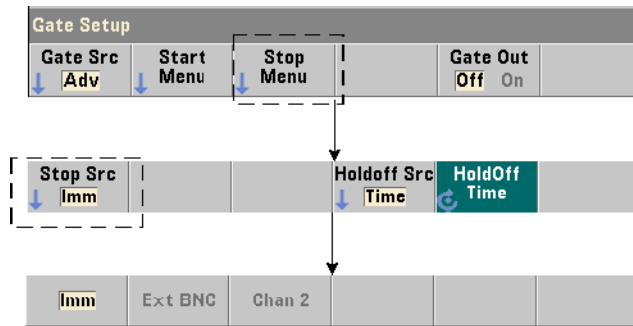 Gate Setup
Gate Src Start Stop Gate Out
Adv Menu Menu Off On
Stop Src Holdoff Src HoldOff
Imm Time Time
Imm Ext BNC Chan 2